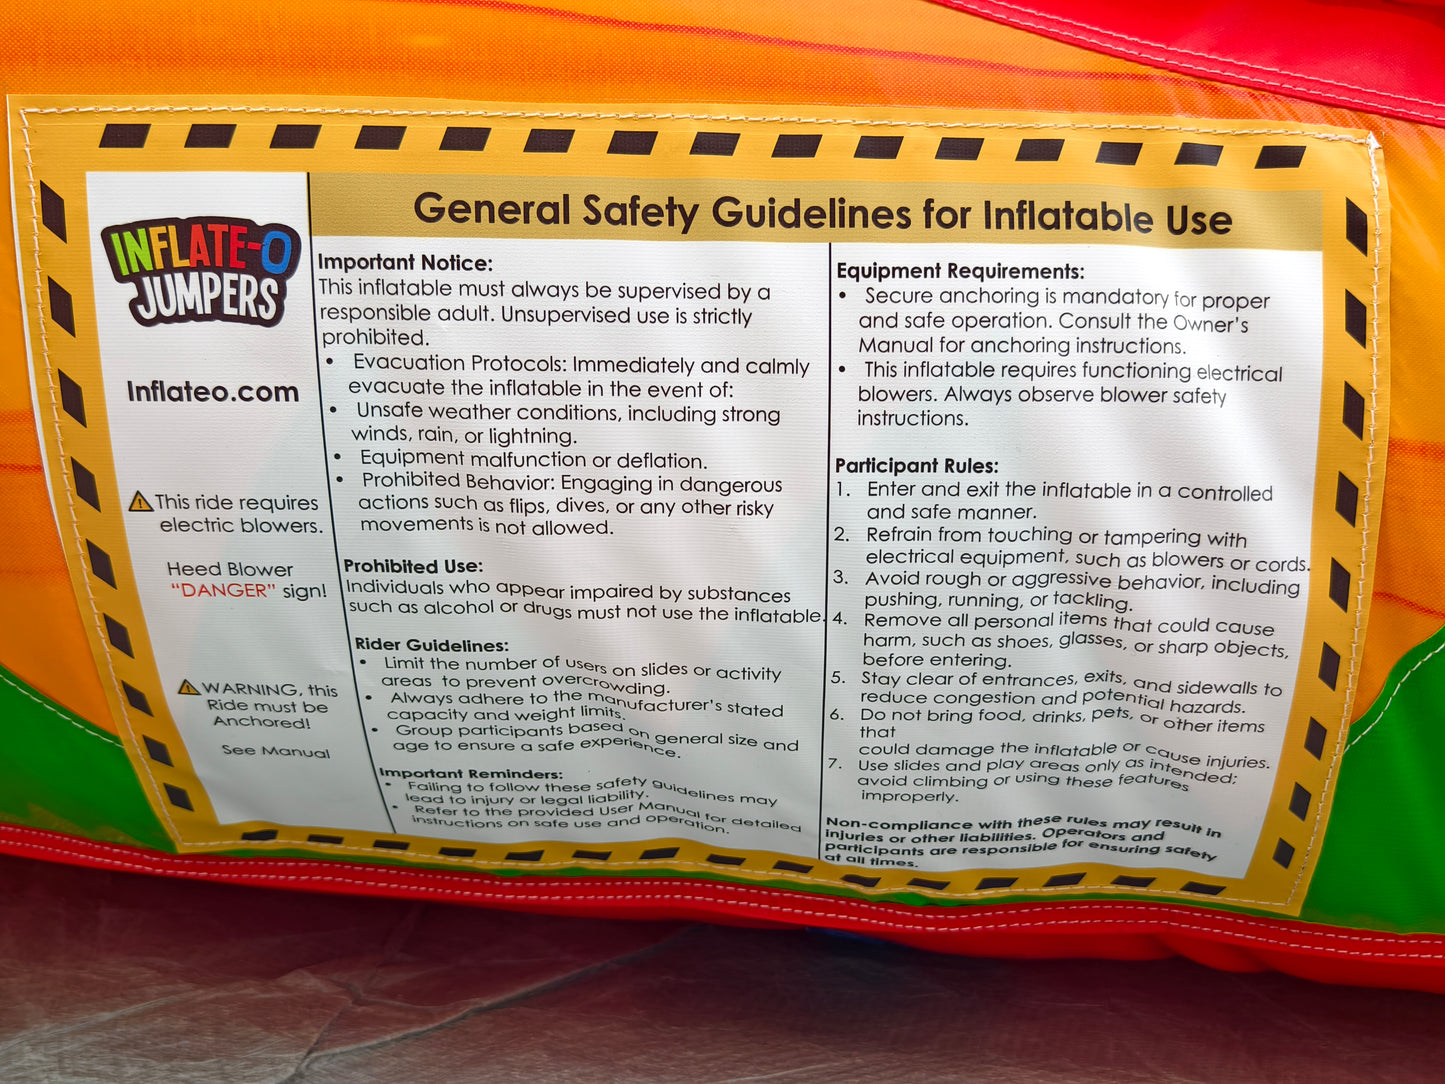 General Safety Guidelines for Inflatable Use
INFLATE-O
JUMPERS
Inflateo.com
This ride requires
electric blowers.
Heed Blower
"DANGER" sign!
WARNING, this
Ride must be
Anchored!
See Manual
Important Notice:
This inflatable must always be supervised by a
responsible adult. Unsupervised use is strictly
prohibited.
• Evacuation Protocols: Immediately and calmly
evacuate the inflatable in the event of:
• Unsafe weather conditions, including strong
winds, rain, or lightning.
• Equipment malfunction or deflation.
• Prohibited Behavior: Engaging in dangerous
actions such as flips, dives, or any other risky
movements is not allowed.
Prohibited Use:
Individuals who appear impaired by substances
such as alcohol or drugs must not use the inflatable.
Rider Guidelines:
• Limit the number of users on slides or activity
areas to prevent overcrowding.
• Always adhere to the manufacturer's stated
capacity and weight limits.
• Group participants based on general size and
age to ensure a safe experience.
Important Reminders:
• Failing to follow these safety guidelines may
lead to injury or legal liability.
• Refer to the provided User Manual for detailed
instructions on safe use and operation.
Equipment Requirements:
• Secure anchoring is mandatory for proper
and safe operation. Consult the Owner's
Manual for anchoring instructions.
• This inflatable requires functioning electrical
blowers. Always observe blower safety
instructions.
Participant Rules:
1. Enter and exit the inflatable in a controlled
and safe manner.
2. Refrain from touching or tampering with
electrical equipment, such as blowers or cords.
3. Avoid rough or aggressive behavior, including
pushing, running, or tackling.
4. Remove all personal items that could cause
harm, such as shoes, glasses, or sharp objects,
before entering.
5. Stay clear of entrances, exits, and sidewalls to
reduce congestion and potential hazards.
6. Do not bring food, drinks, pets, or other items
that
could damage the inflatable or cause injuries.
7. Use slides and play areas only as intended;
avoid climbing or using these features
improperly.
Non-compliance with these rules may result in
injuries or other liabilities. Operators and
participants are responsible for ensuring safety
at all times.